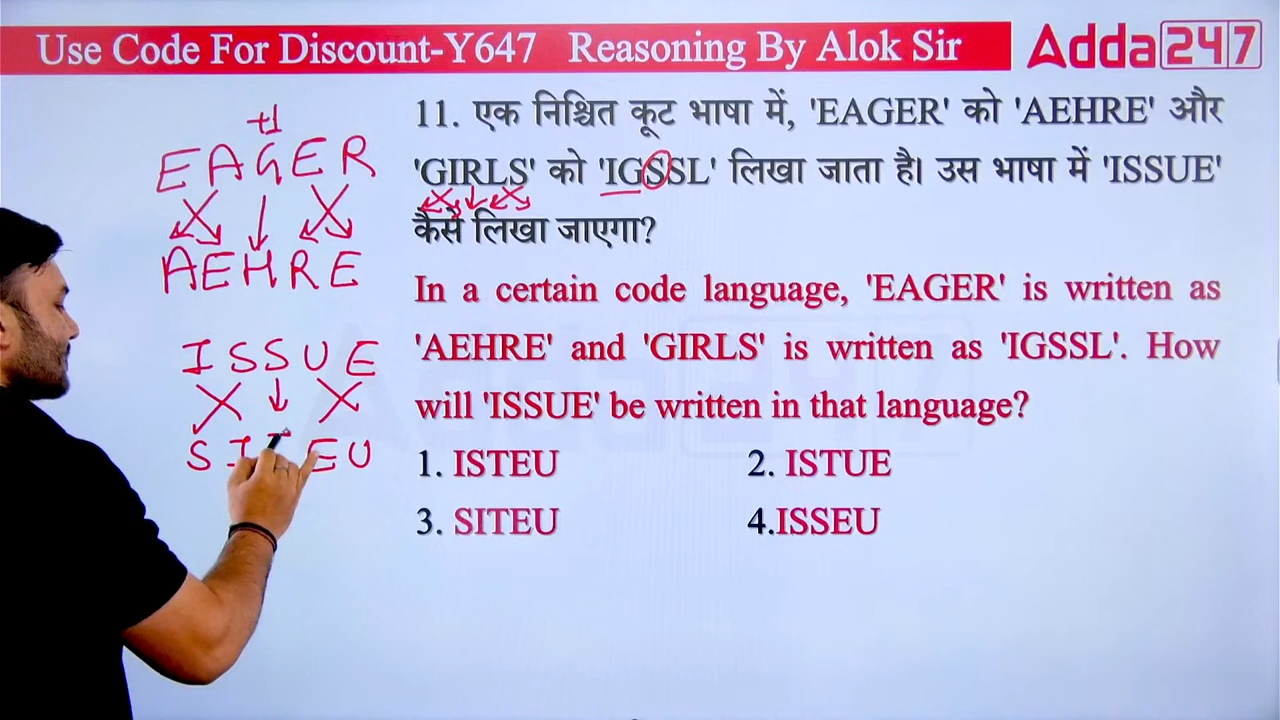 Use Code For Discount-Y647 Reasoning By Alok Sir
Adda247
11. एक निश्चित कूट भाषा में, 'EAGER' को 'AEHRE' और
'GIRLS' को 'IGSSL' लिखा जाता है। उस भाषा में 'ISSUE'
कैसे लिखा जाएगा?
In a certain code language, 'EAGER' is written as
'AEHRE' and 'GIRLS' is written as 'IGSSL'. How
will 'ISSUE' be written in that language?
1. ISTEU
2. ISTUE
3. SITEU
4.ISSEU
+1
EAGER
AEHRE
ISSUE
SI EU